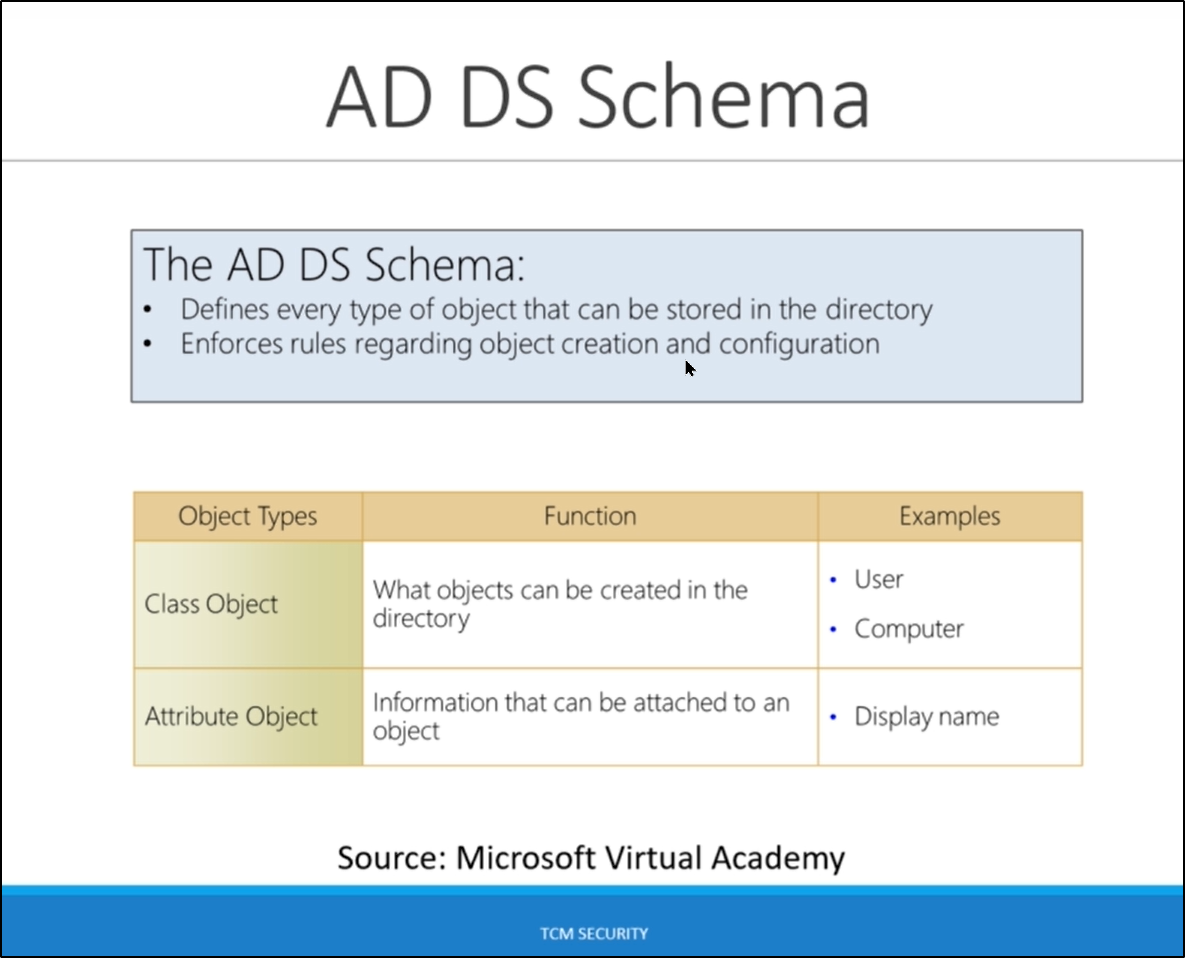 AD DS Schema
The AD DS Schema:
• Defines every type of object that can be stored in the directory
• Enforces rules regarding object creation and configuration
Object Types Function Examples
Class Object
What objects can be created in the
directory
• User
• Computer
Attribute Object
Information that can be attached to an
object
• Display name
Source: Microsoft Virtual Academy
TCM SECURITY